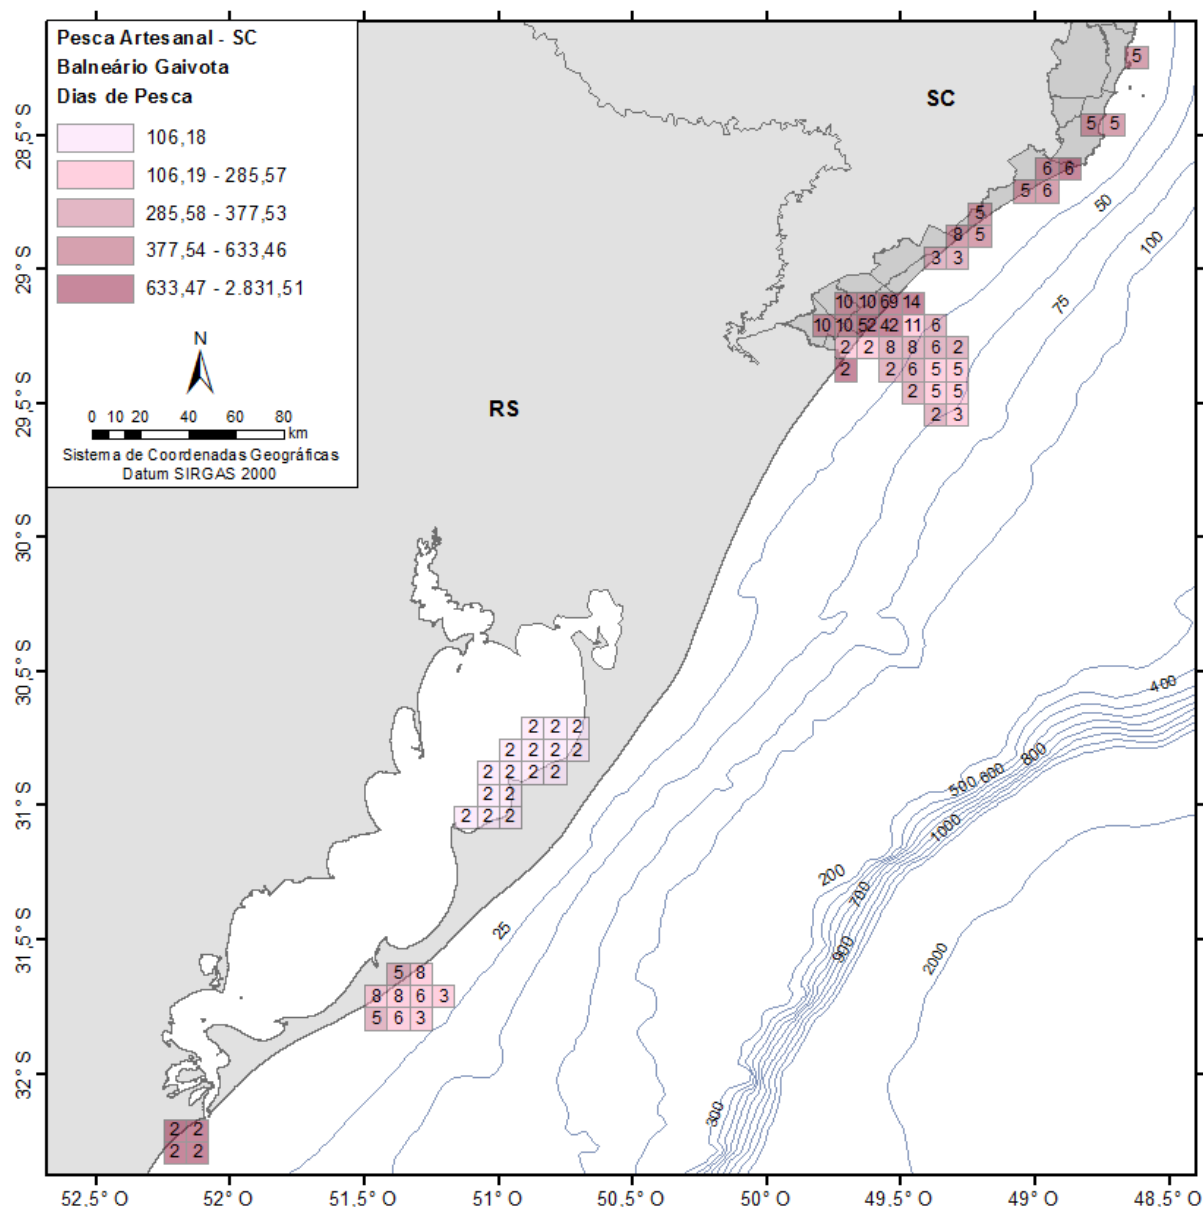 Pesca Artesanal - SC
Balneário Gaivota
Dias de Pesca
106,18
106,19 - 285,57
285,58 - 377,53
377,54 - 633,46
633,47 - 2.831,51
N
0 10 20 40 60 80
km
Sistema de Coordenadas Geográficas
Datum SIRGAS 2000
SC
RS
5
5 5
6 6
5 6
5
8 5
3 3
10 10 69 14
10 10 52 42 11 6
2 2 8 8 6 2
2 2 6 5 5
2 5 5
2 3
2 2 2
2 2 2 2
2 2 2 2
2 2
2 2 2
5 8
8 8 6 3
5 6 3
2 2
2 2
50
100
75
400
800
600
500
1000
200
700
900
2000
25
300
28,5° S
29° S
29,5° S
30° S
30,5° S
31° S
31,5° S
32° S
52,5° O
52° O
51,5° O
51° O
50,5° O
50° O
49,5° O
49° O
48,5° O